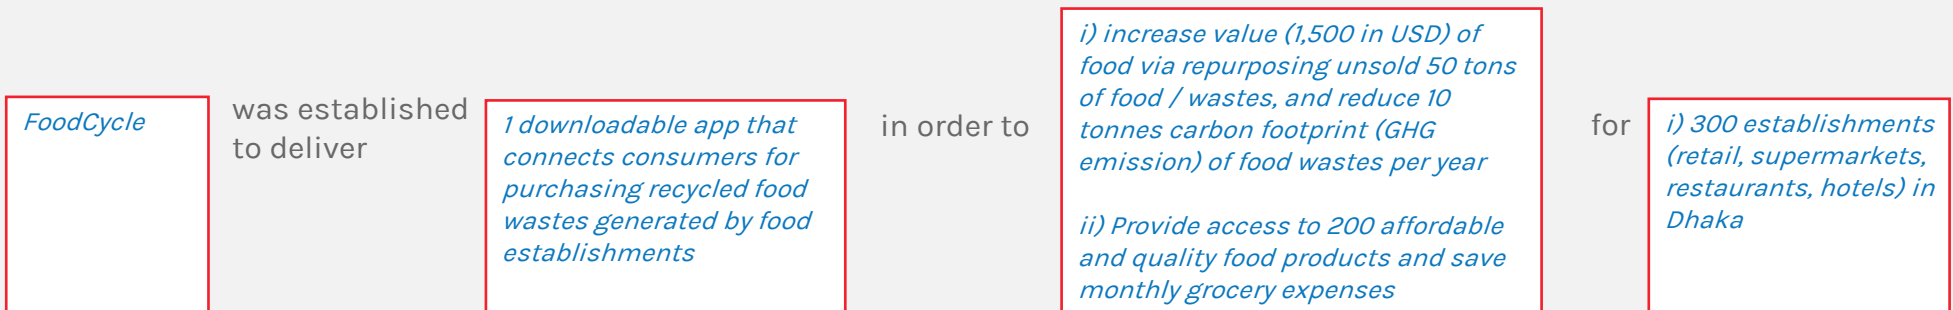 FoodCycle
was established
to deliver
1 downloadable app that
connects consumers for
purchasing recycled food
wastes generated by food
establishments
in order to
i) increase value (1,500 in USD) of
food via repurposing unsold 50 tons
of food / wastes, and reduce 10
tonnes carbon footprint (GHG
emission) of food wastes per year
ii) Provide access to 200 affordable
and quality food products and save
monthly grocery expenses
for
i) 300 establishments
(retail, supermarkets,
restaurants, hotels) in
Dhaka